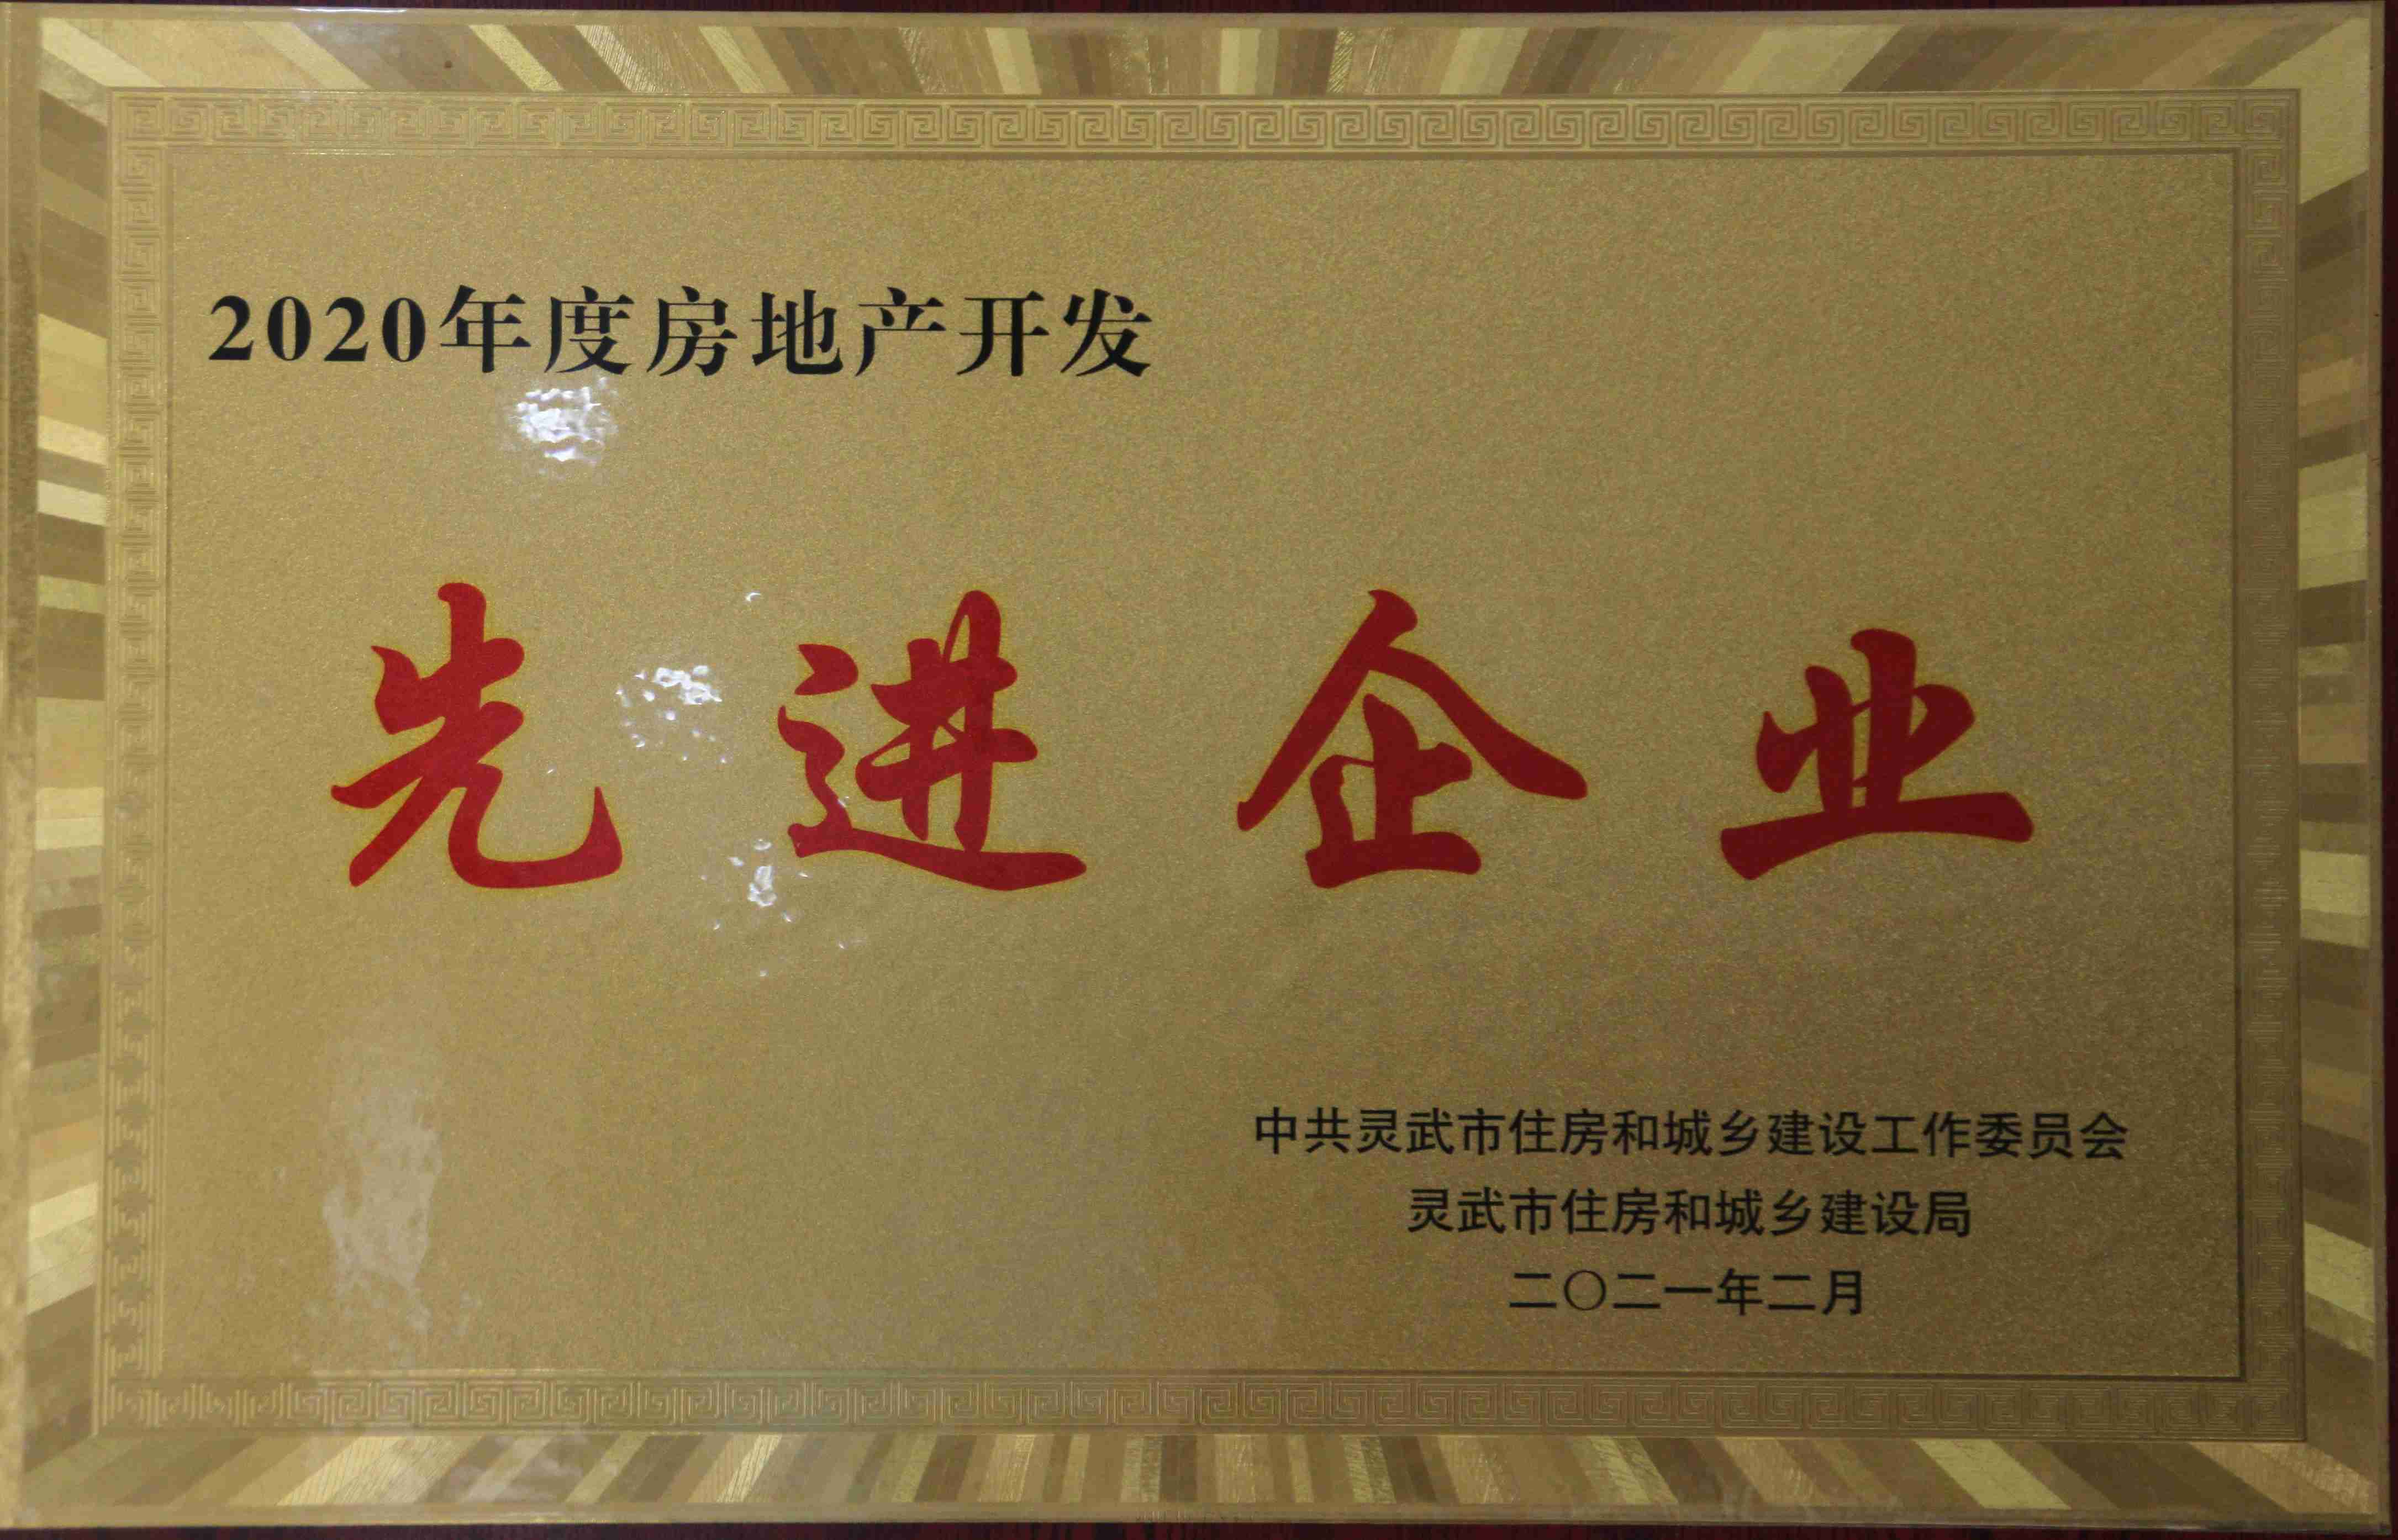 2020年度房地产开发
先进企业
中共灵武市住房和城乡建设工作委员会
灵武市住房和城乡建设局
二〇二一年二月